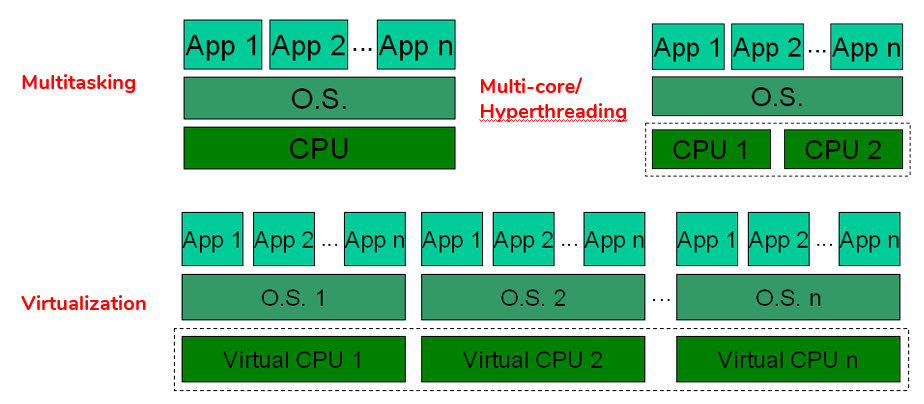 Multitasking
App 1 App 2 ... App n
O.S.
CPU
Multi-core/
Hyperthreading
App 1 App 2 ... App n
O.S.
CPU 1 CPU 2
Virtualization
App 1 App 2 ... App n App 1 App 2 ... App n App 1 App 2 ... App n
O.S. 1 O.S. 2 ... O.S. n
Virtual CPU 1 Virtual CPU 2 Virtual CPU n